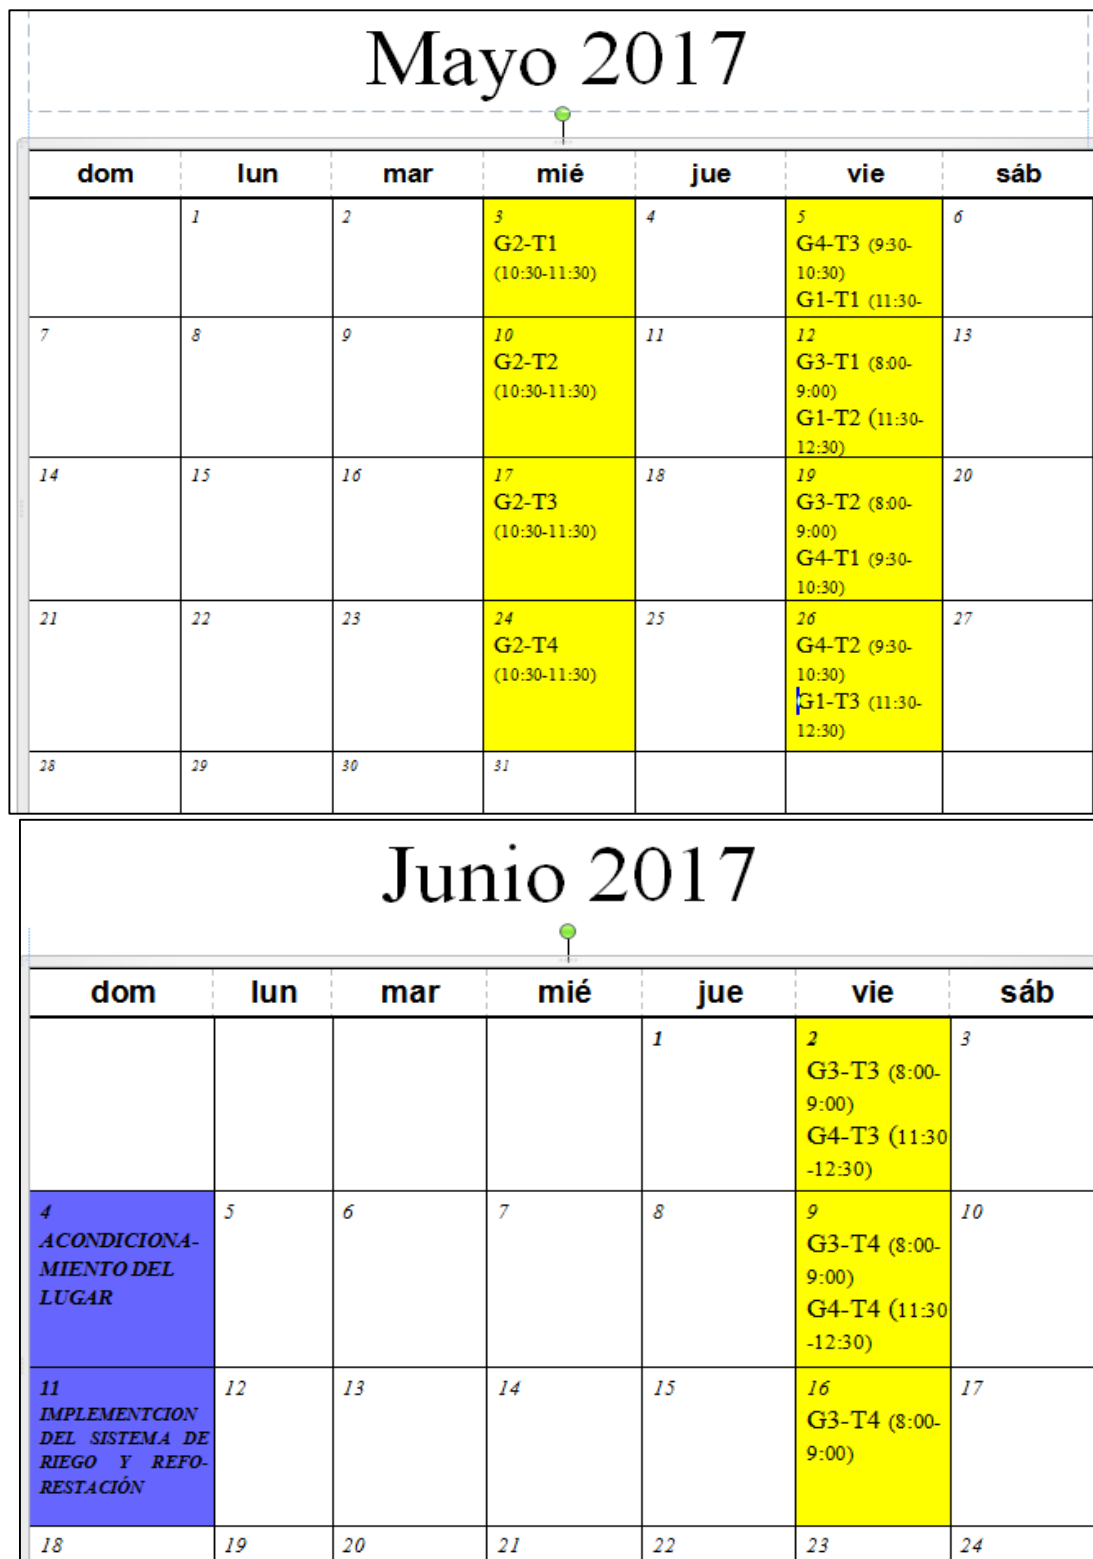 Mayo 2017
dom lun mar mié jue vie sáb
1 2 3 4 5 6
G2-T1
(10:30-11:30)
G4-T3 (9:30-
10:30)
G1-T1 (11:30-
7 8 9 10 11 12 13
G2-T2
(10:30-11:30)
G3-T1 (8:00-
9:00)
G1-T2 (11:30-
12:30)
14 15 16 17 18 19 20
G2-T3
(10:30-11:30)
G3-T2 (8:00-
9:00)
G4-T1 (9:30-
10:30)
21 22 23 24 25 26 27
G2-T4
(10:30-11:30)
G4-T2 (9:30-
10:30)
G1-T3 (11:30-
12:30)
28 29 30 31
Junio 2017
dom lun mar mié jue vie sáb
1 2 3
G3-T3 (8:00-
9:00)
G4-T3 (11:30
-12:30)
4 5 6 7 8 9 10
ACONDICIONA-
MIENTO DEL
LUGAR
G3-T4 (8:00-
9:00)
G4-T4 (11:30
-12:30)
11 12 13 14 15 16 17
IMPLEMENTCION
DEL SISTEMA DE
RIEGO Y REFO-
RESTACIÓN
G3-T4 (8:00-
9:00)
18 19 20 21 22 23 24